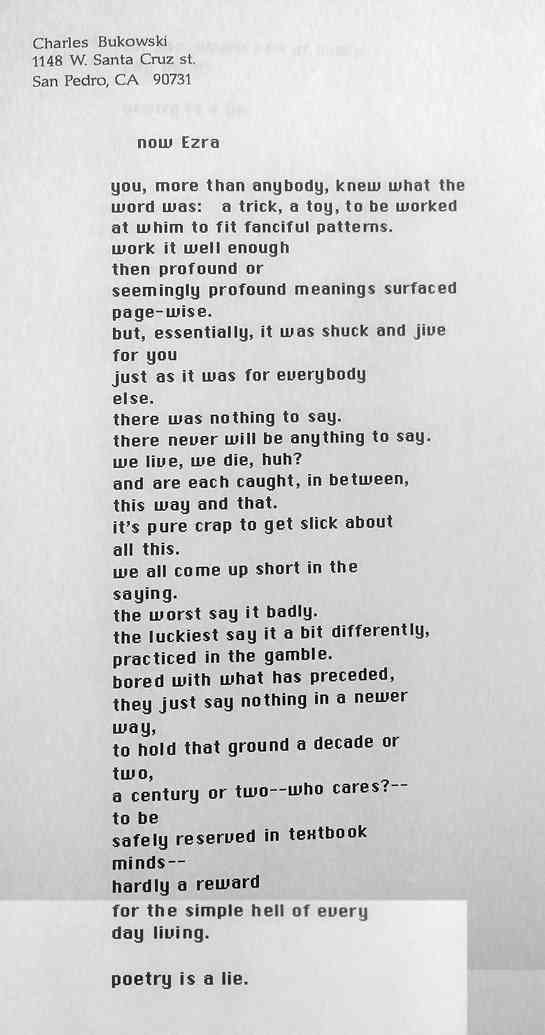 Charles Bukowski
1148 W. Santa Cruz st.
San Pedro, CA 90731
now Ezra
you, more than anybody, knew what the
word was: a trick, a toy, to be worked
at whim to fit fanciful patterns.
work it well enough
then profound or
seemingly profound meanings surfaced
page-wise.
but, essentially, it was shuck and jive
for you
just as it was for everybody
else.
there was nothing to say.
there never will be anything to say.
we live, we die, huh?
and are each caught, in between,
this way and that.
it's pure crap to get slick about
all this.
we all come up short in the
saying.
the worst say it badly.
the luckiest say it a bit differently,
practiced in the gamble.
bored with what has preceded,
they just say nothing in a newer
way,
to hold that ground a decade or
two,
a century or two--who cares?--
to be
safely reserved in textbook
minds--
hardly a reward
for the simple hell of every
day living.
poetry is a lie.